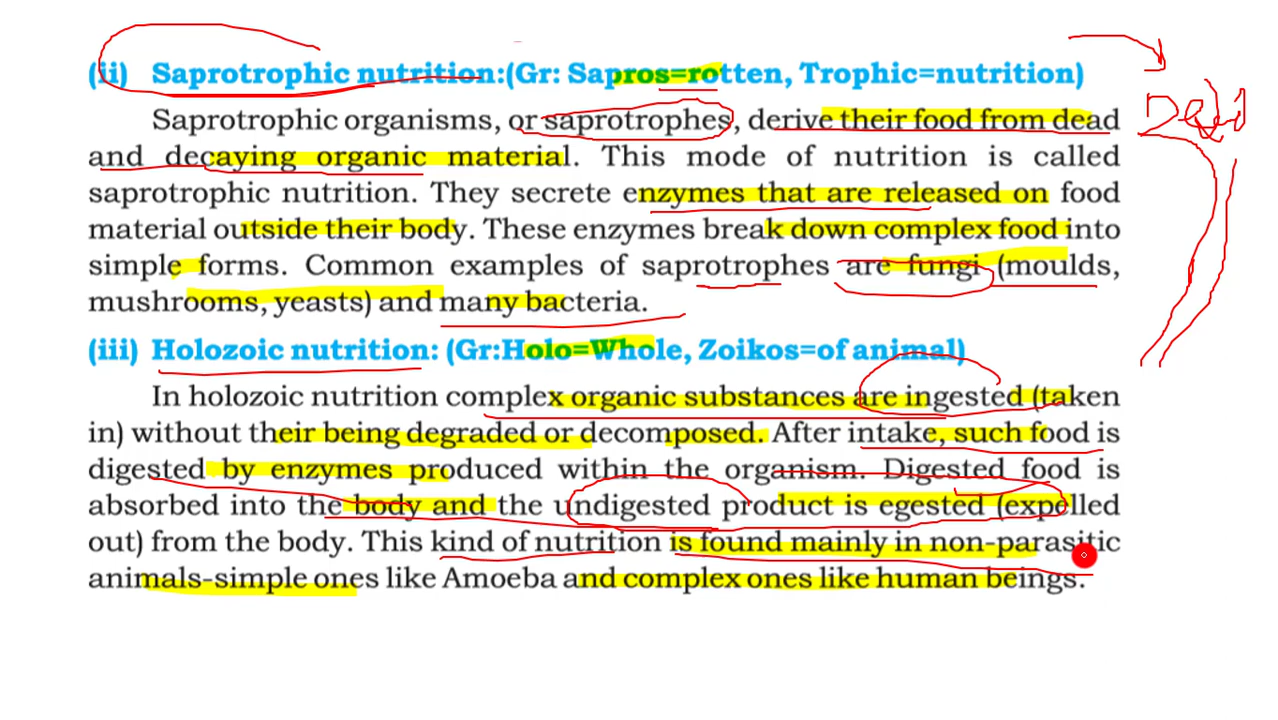 (ii) Saprotrophic nutrition:(Gr: Sapros=rotten, Trophic=nutrition)
Saprotrophic organisms, or saprotrophes, derive their food from dead
and decaying organic material. This mode of nutrition is called
saprotrophic nutrition. They secrete enzymes that are released on food
material outside their body. These enzymes break down complex food into
simple forms. Common examples of saprotrophes are fungi (moulds,
mushrooms, yeasts) and many bacteria.
(iii) Holozoic nutrition: (Gr:Holo=Whole, Zoikos=of animal)
In holozoic nutrition complex organic substances are ingested (taken
in) without their being degraded or decomposed. After intake, such food is
digested by enzymes produced within the organism. Digested food is
absorbed into the body and the undigested product is egested (expelled
out) from the body. This kind of nutrition is found mainly in non-parasitic
animals-simple ones like Amoeba and complex ones like human beings.
Dead